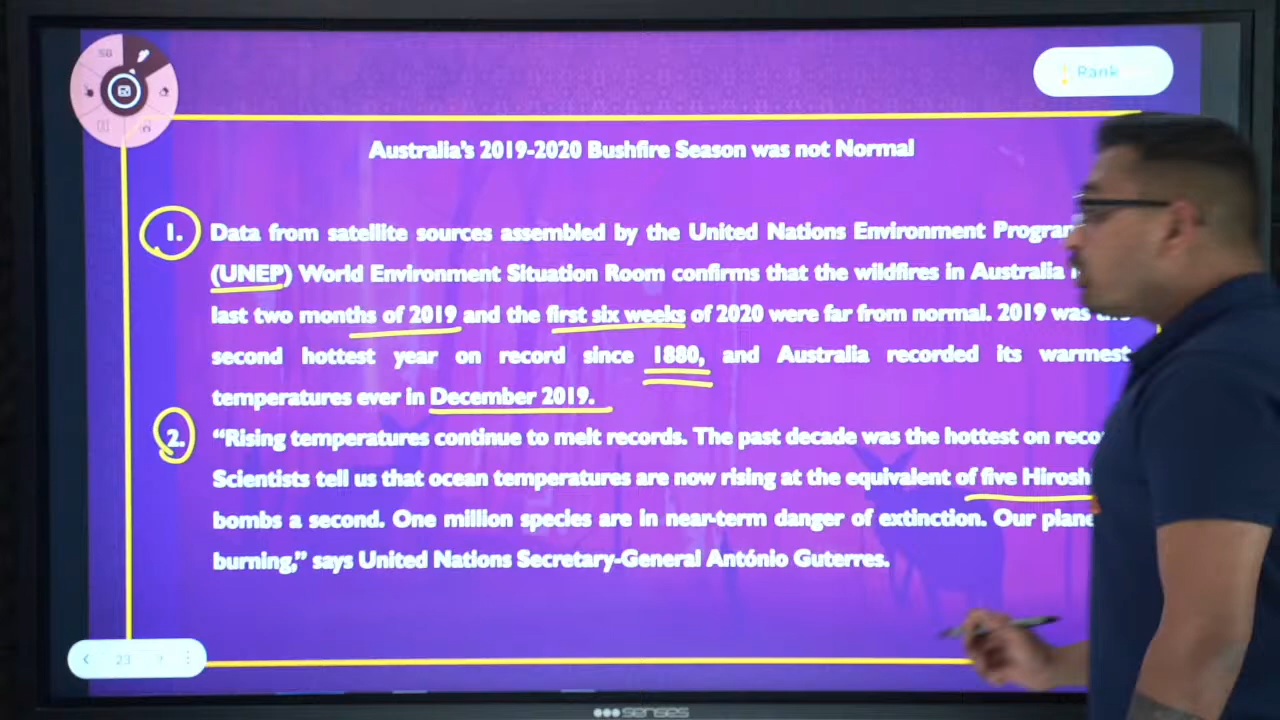 Rank
Australia's 2019-2020 Bushfire Season was not Normal
1. Data from satellite sources assembled by the United Nations Environment
(UNEP) World Environment Situation Room confirms that the wildfires in Australia
last two months of 2019 and the first six weeks of 2020 were far from normal. 2019 was
second hottest year on record since 1880, and Australia recorded its warmest
temperatures ever in December 2019.
2. “Rising temperatures continue to melt records. The past decade was the hottest on
Scientists tell us that ocean temperatures are now rising at the equivalent of five
bombs a second. One million species are in near-term danger of extinction. Our
burning,” says United Nations Secretary-General António Guterres.
23
senses